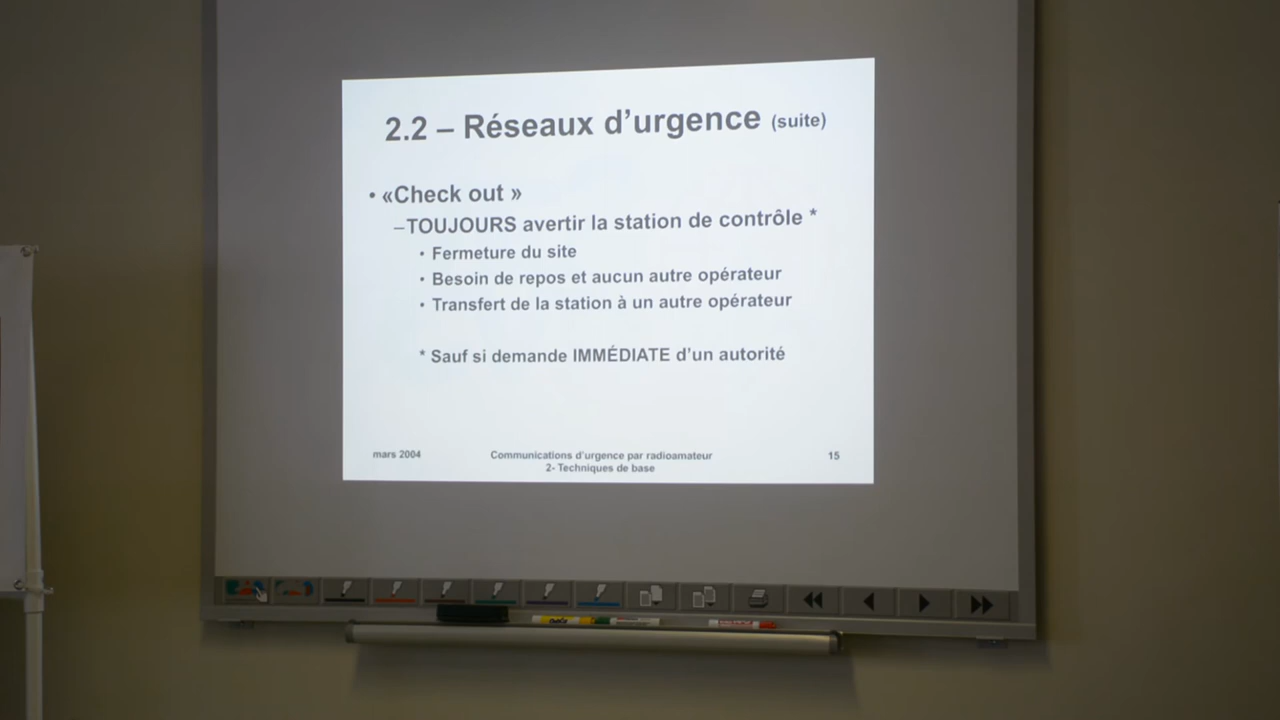 2.2 – Réseaux d’urgence (suite)
• «Check out »
–TOUJOURS avertir la station de contrôle *
• Fermeture du site
• Besoin de repos et aucun autre opérateur
• Transfert de la station à un autre opérateur
* Sauf si demande IMMÉDIATE d’un autorité
mars 2004
Communications d’urgence par radioamateur
2- Techniques de base
15